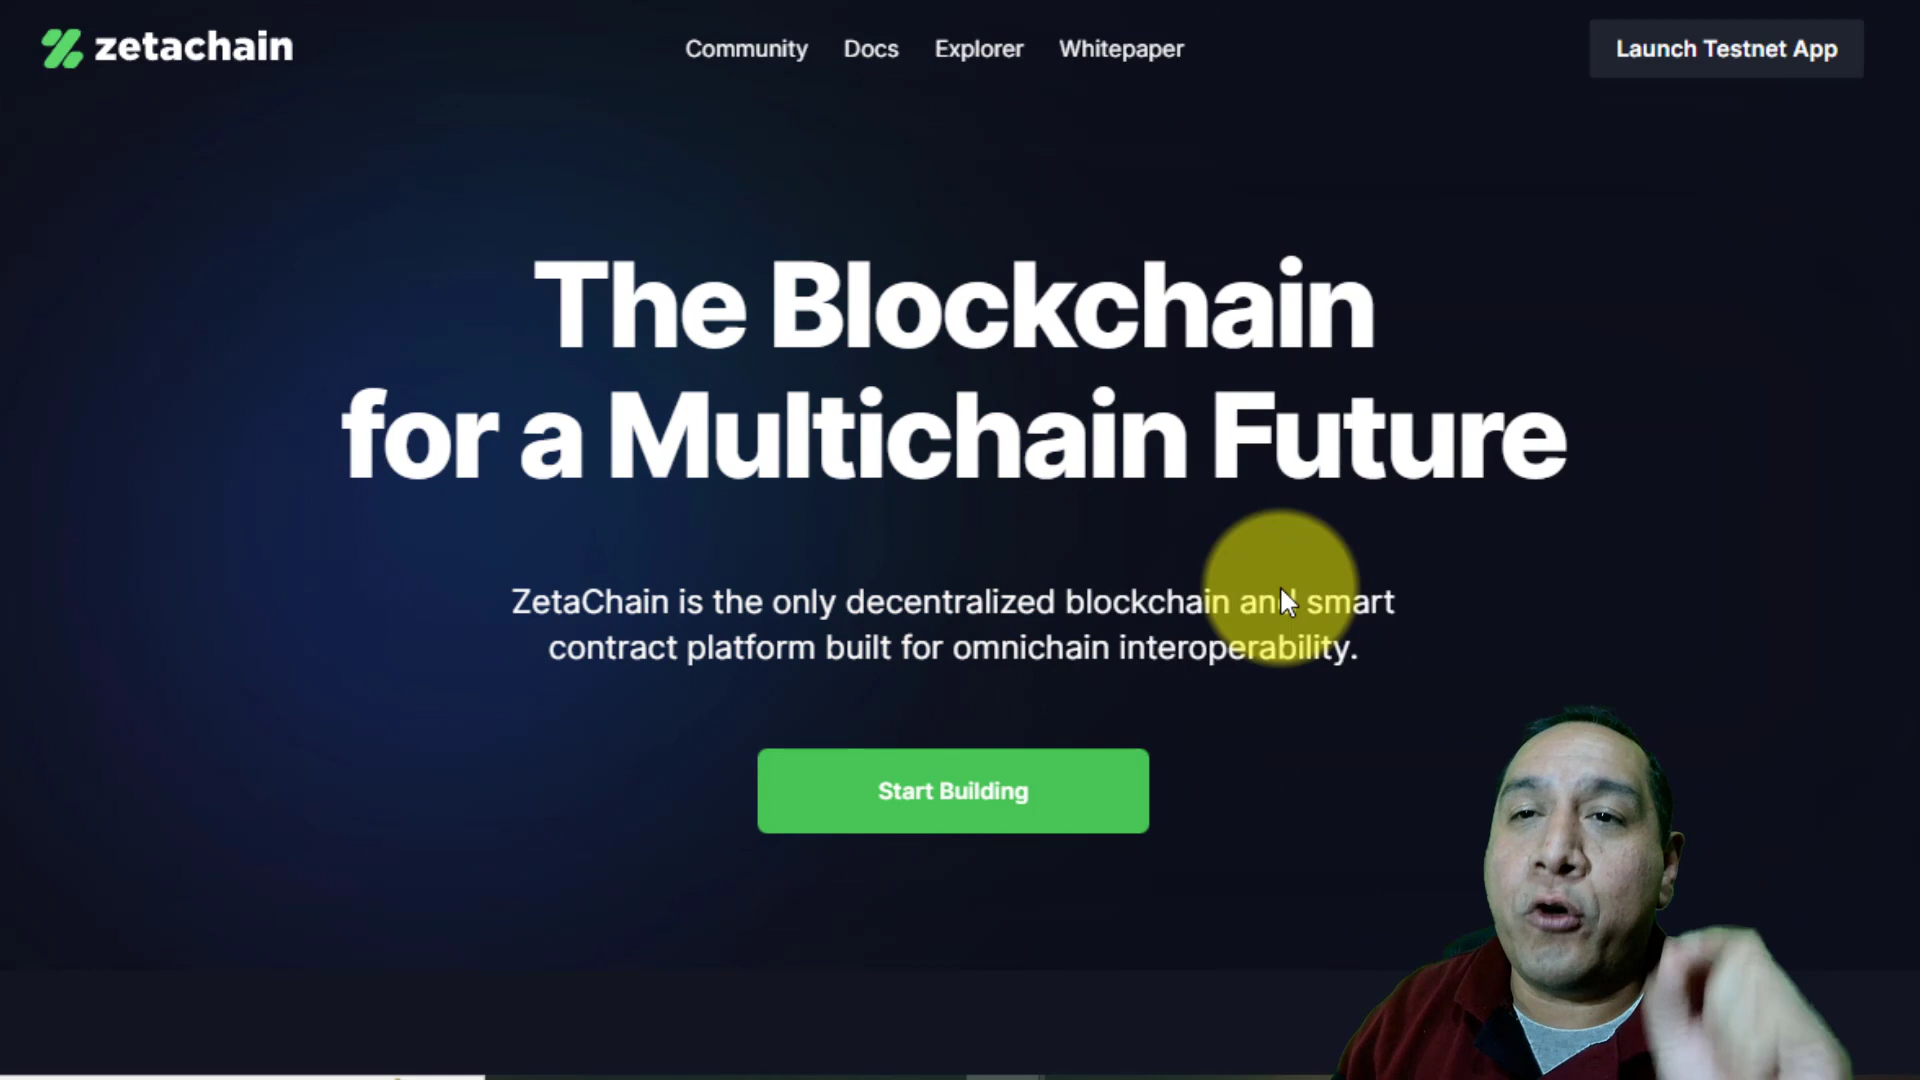 zetachain
Community
Docs
Explorer
Whitepaper
Launch Testnet App
The Blockchain
for a Multichain Future
ZetaChain is the only decentralized blockchain and smart
contract platform built for omnichain interoperability.
Start Building